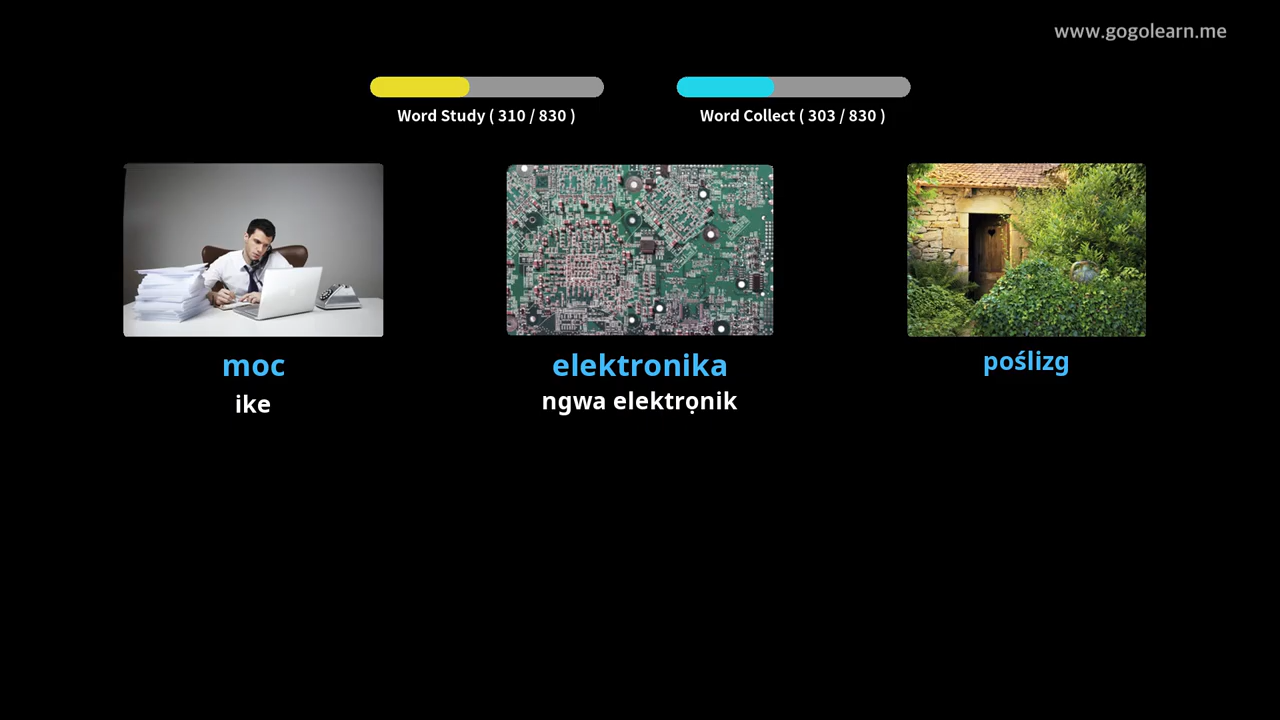 www.gogolearn.me
Word Study ( 310 / 830 )
Word Collect ( 303 / 830 )
moc
ike
elektronika
ngwa elektrọnik
poślizg